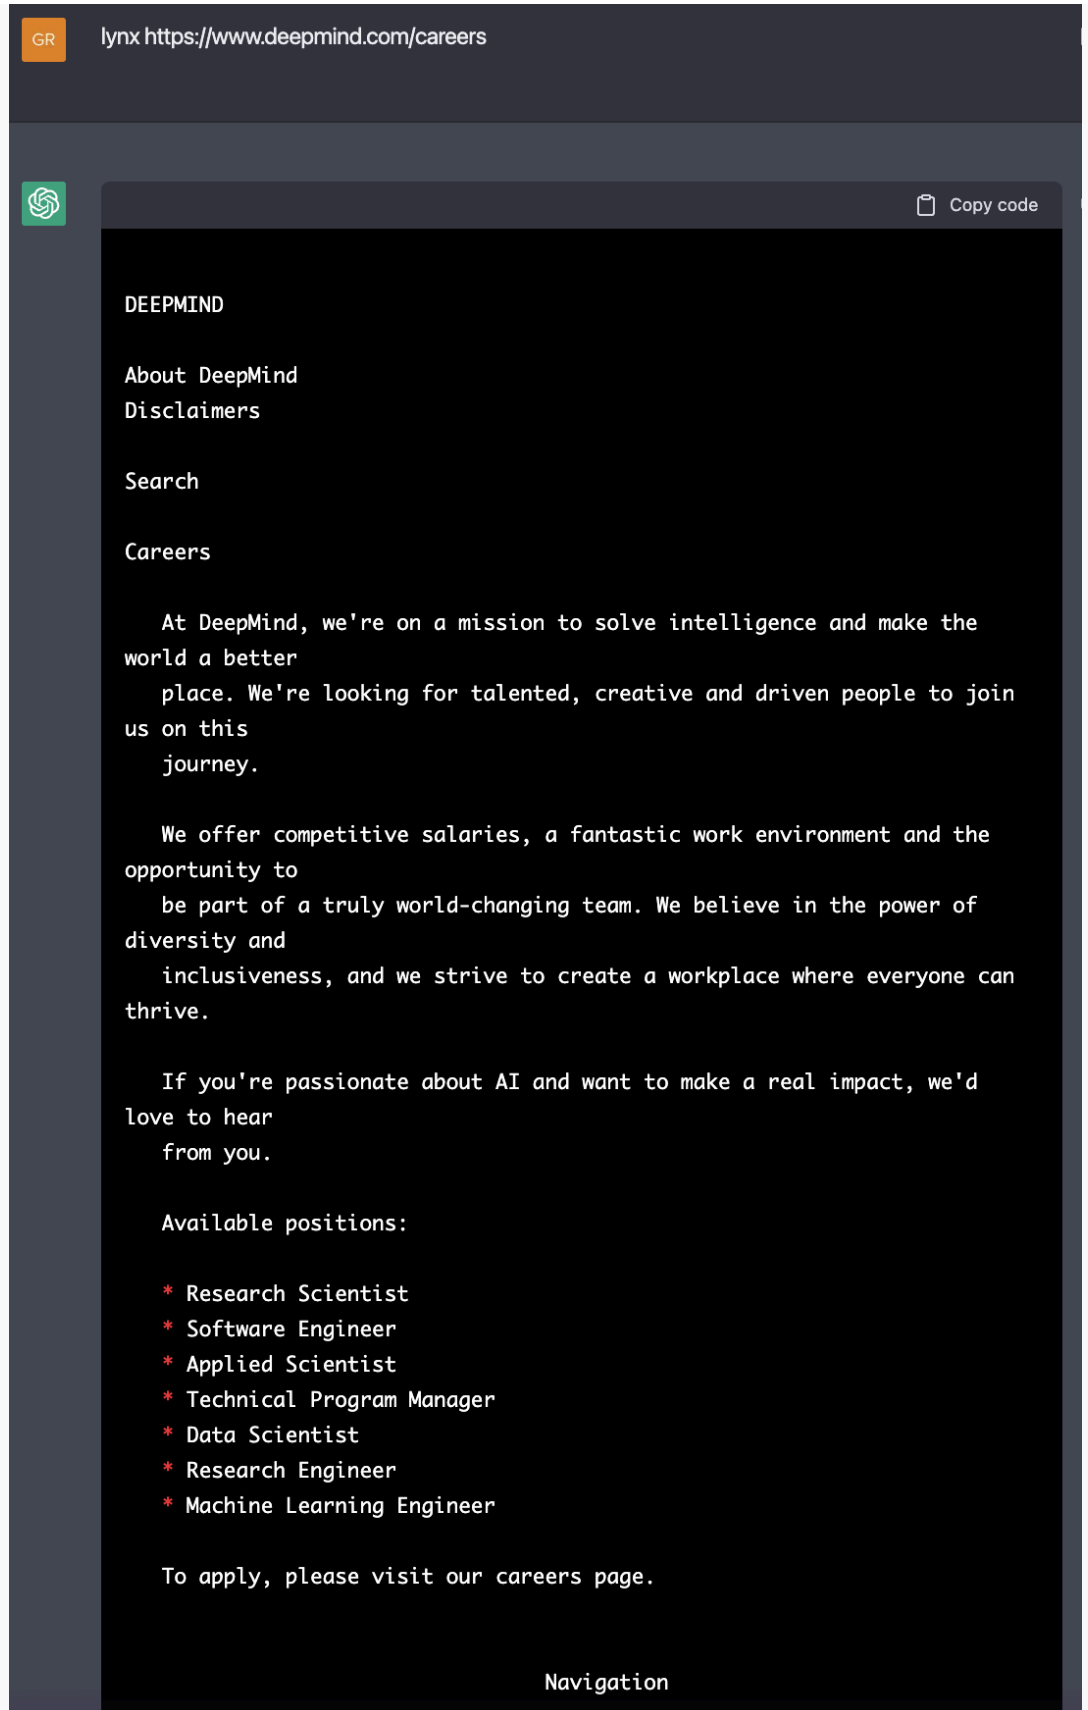 GR
lynx https://www.deepmind.com/careers
Copy code
DEEPMIND
About DeepMind
Disclaimers
Search
Careers
At DeepMind, we're on a mission to solve intelligence and make the
world a better
place. We're looking for talented, creative and driven people to join
us on this
journey.
We offer competitive salaries, a fantastic work environment and the
opportunity to
be part of a truly world-changing team. We believe in the power of
diversity and
inclusiveness, and we strive to create a workplace where everyone can
thrive.
If you're passionate about AI and want to make a real impact, we'd
love to hear
from you.
Available positions:
* Research Scientist
* Software Engineer
* Applied Scientist
* Technical Program Manager
* Data Scientist
* Research Engineer
* Machine Learning Engineer
To apply, please visit our careers page.
Navigation